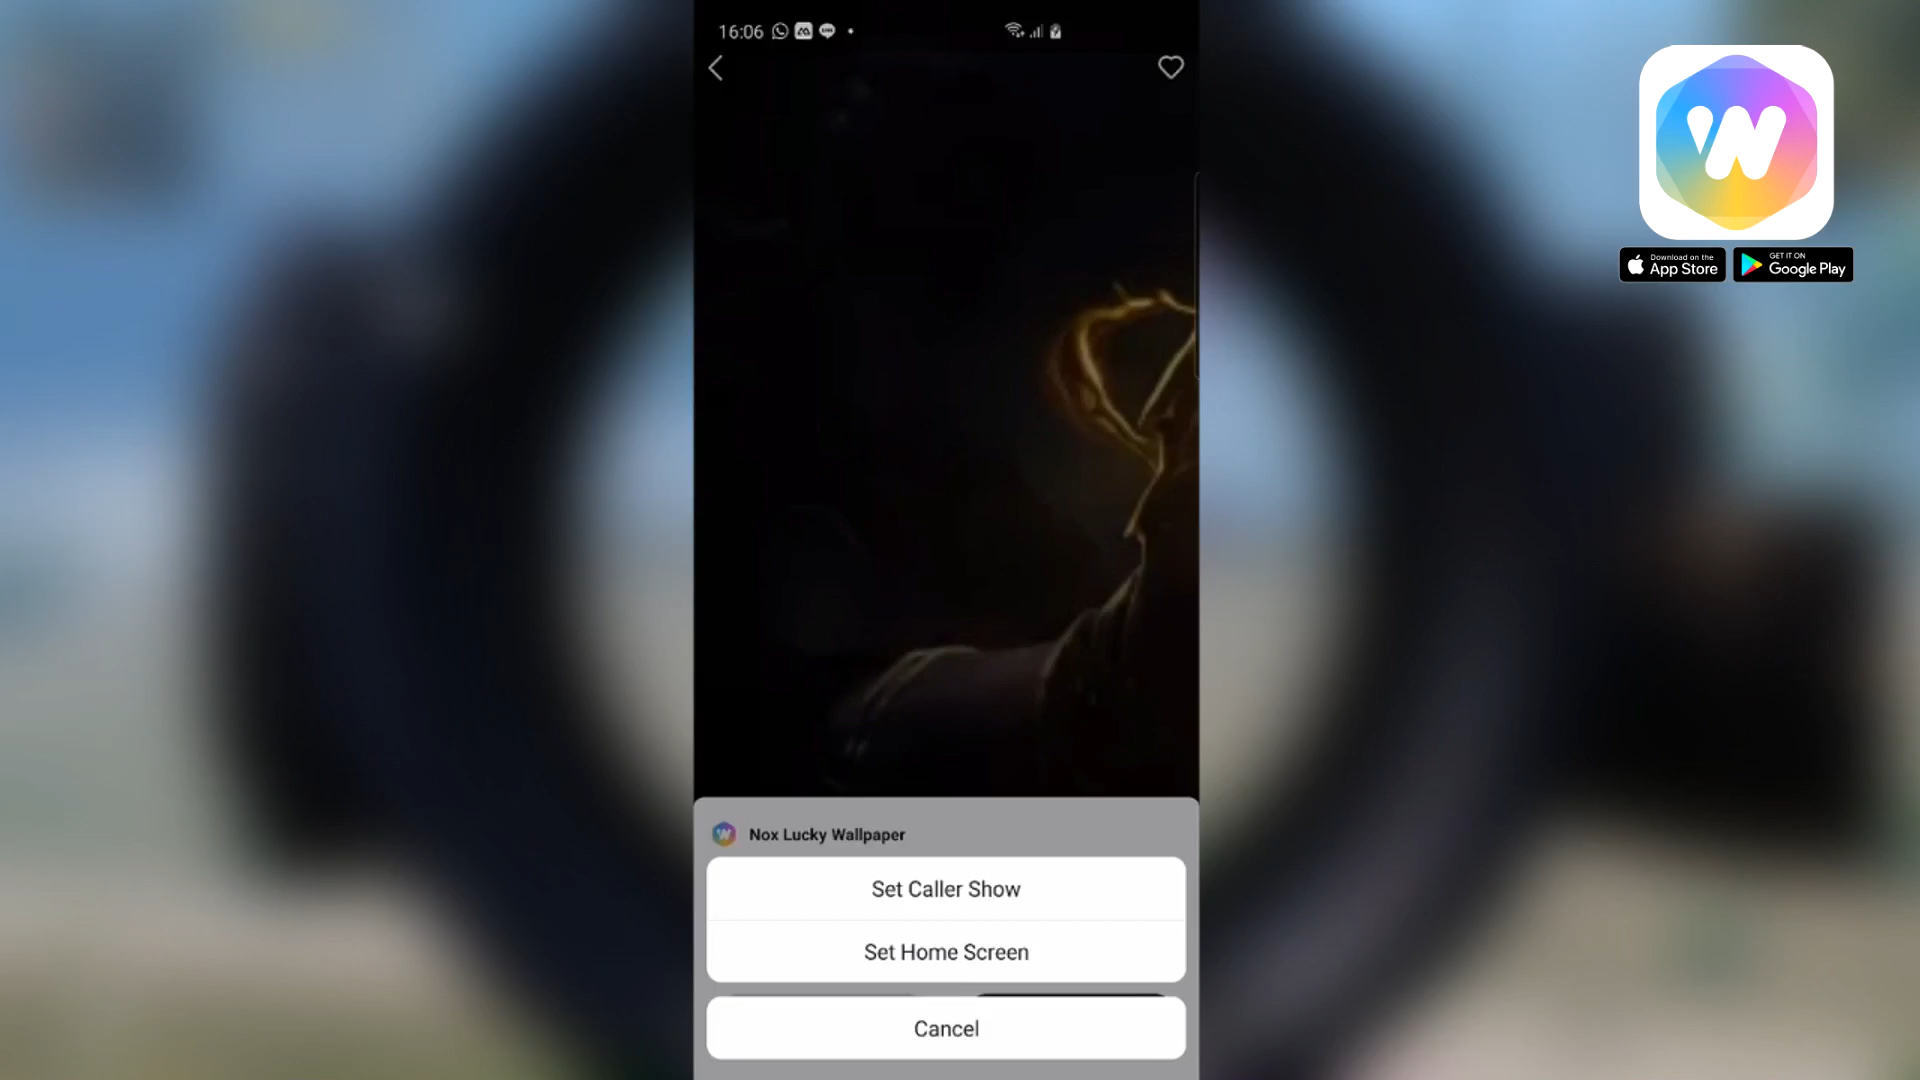 16:06
W
Download on the
App Store
GET IT ON
Google Play
Nox Lucky Wallpaper
Set Caller Show
Set Home Screen
Cancel